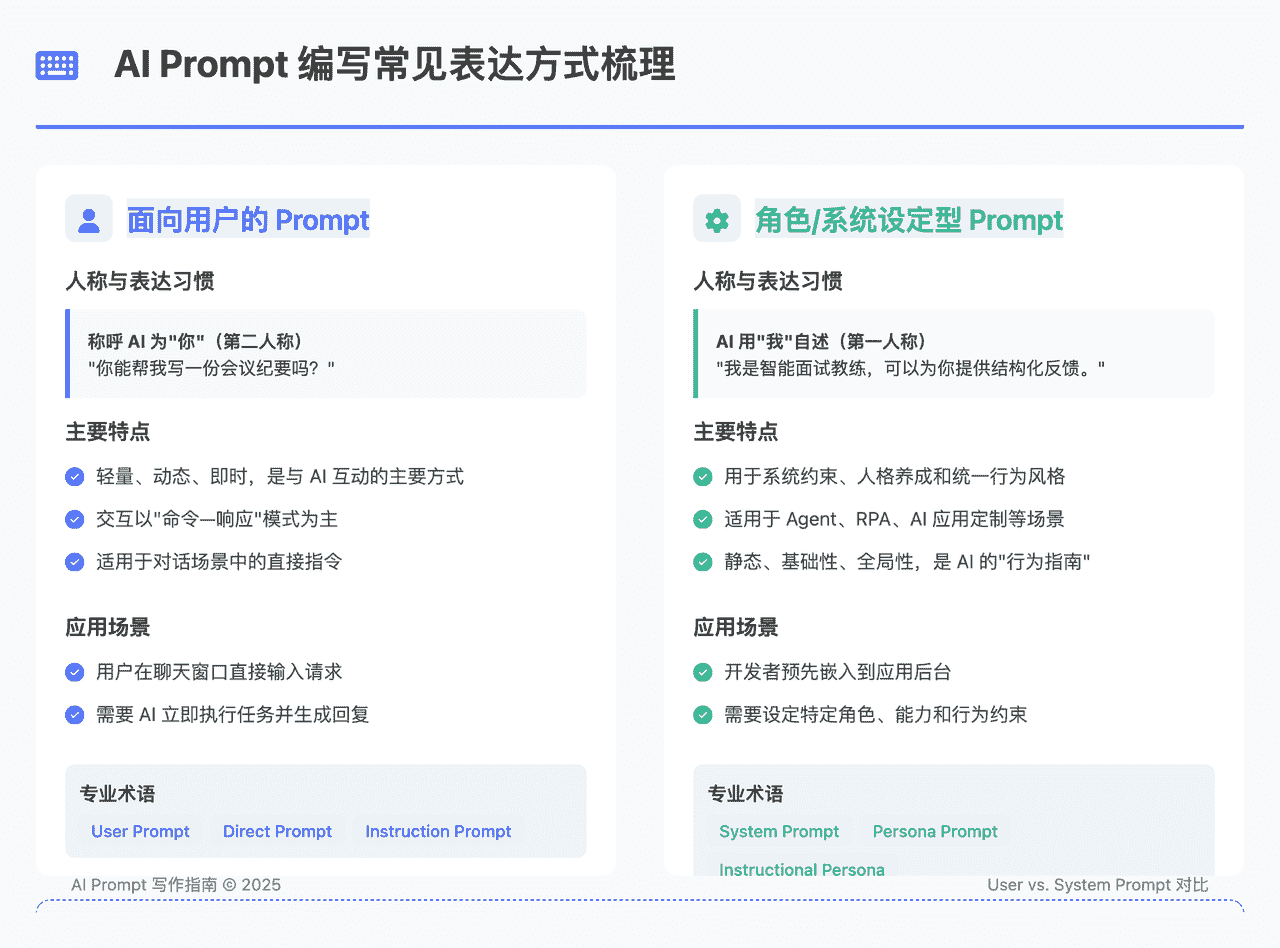 AI Prompt 编写常见表达方式梳理
面向用户的 Prompt
人称与表达习惯
称呼 AI 为"你"（第二人称）
"你能帮我写一份会议纪要吗？"
主要特点
轻量、动态、即时，是与 AI 互动的主要方式
交互以"命令—响应"模式为主
适用于对话场景中的直接指令
应用场景
用户在聊天窗口直接输入请求
需要 AI 立即执行任务并生成回复
专业术语
User Prompt
Direct Prompt
Instruction Prompt
角色/系统设定型 Prompt
人称与表达习惯
AI 用"我"自述（第一人称）
"我是智能面试教练，可以为你提供结构化反馈。"
主要特点
用于系统约束、人格养成和统一行为风格
适用于 Agent、RPA、AI 应用定制等场景
静态、基础性、全局性，是 AI 的"行为指南"
应用场景
开发者预先嵌入到应用后台
需要设定特定角色、能力和行为约束
专业术语
System Prompt
Persona Prompt
Instructional Persona
AI Prompt 写作指南 © 2025
User vs. System Prompt 对比